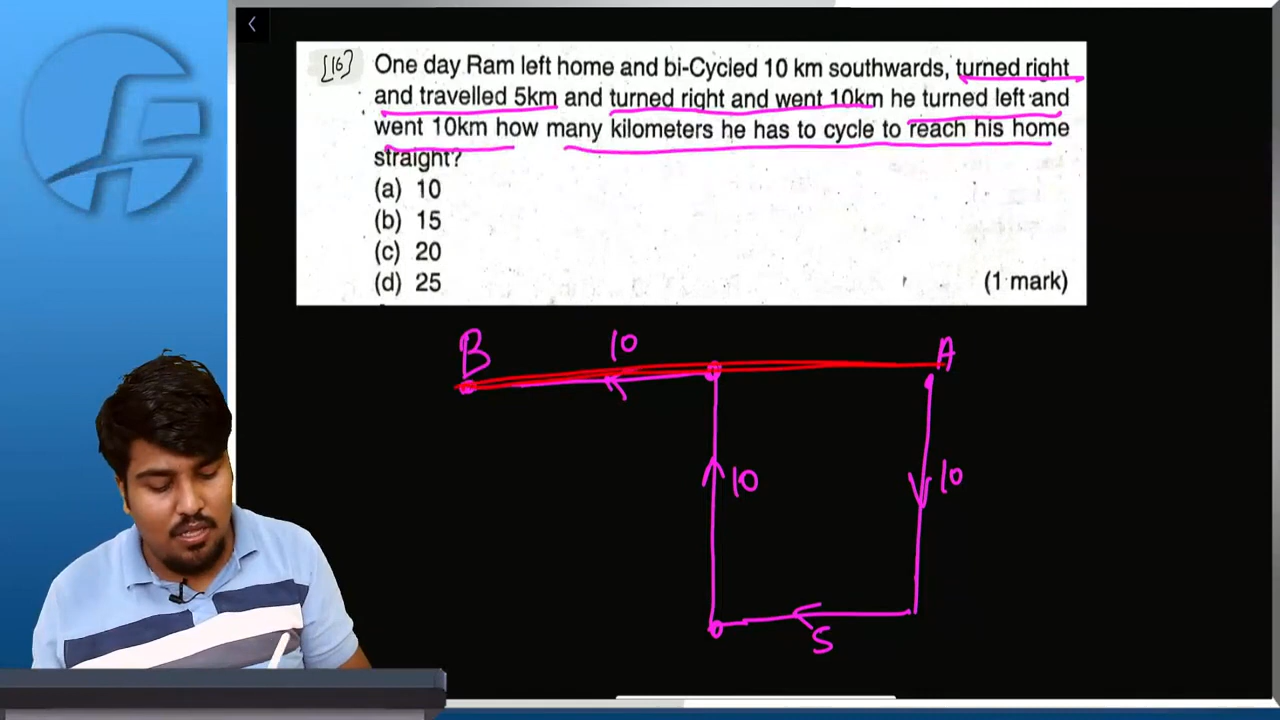 [16] One day Ram left home and bi-Cycled 10 km southwards, turned right
and travelled 5km and turned right and went 10km he turned left and
went 10km how many kilometers he has to cycle to reach his home
straight?
(a) 10
(b) 15
(c) 20
(d) 25
(1 mark)
B 10 A
10 10
5